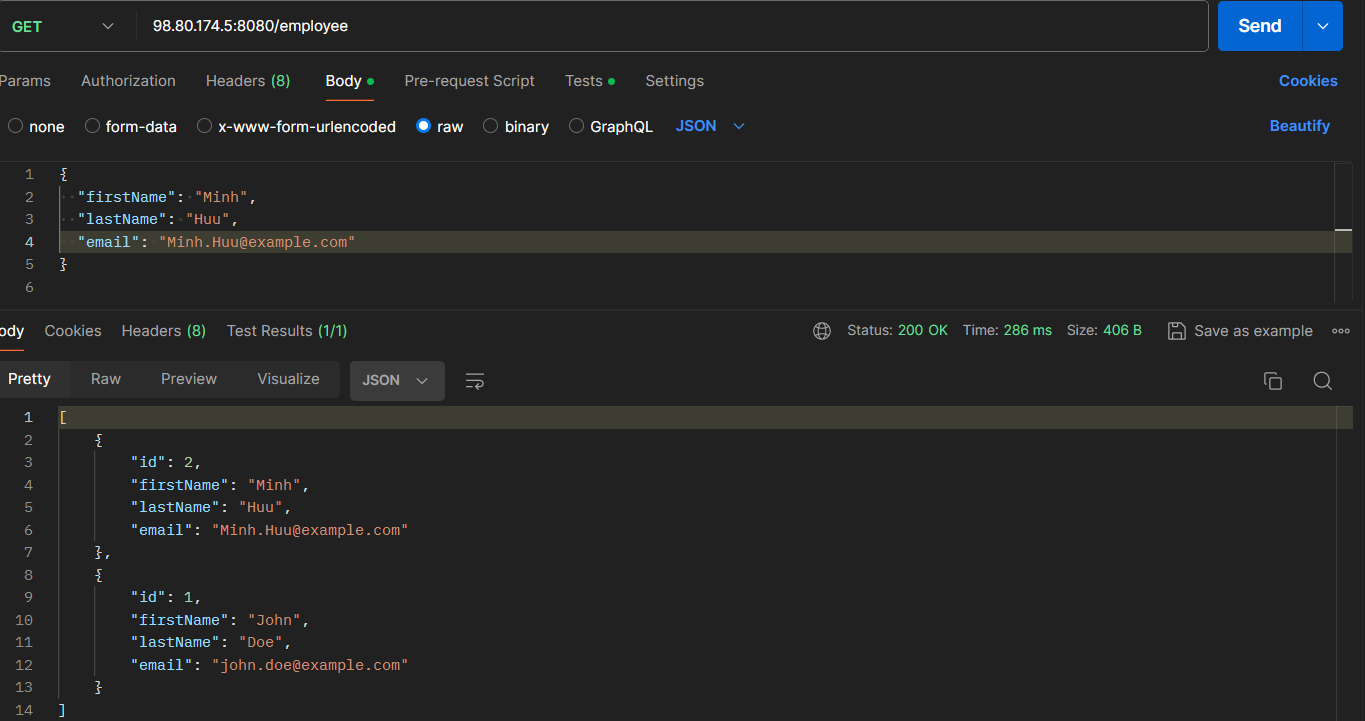 GET 98.80.174.5:8080/employee Send
Params Authorization Headers (8) Body Pre-request Script Tests Settings Cookies
none form-data x-www-form-urlencoded raw binary GraphQL JSON Beautify
1 {
2 "firstName": "Minh",
3 "lastName": "Huu",
4 "email": "Minh.Huu@example.com"
5 }
6
ody Cookies Headers (8) Test Results (1/1) Status: 200 OK Time: 286 ms Size: 406 B Save as example
Pretty Raw Preview Visualize JSON
1 [
2 {
3 "id": 2,
4 "firstName": "Minh",
5 "lastName": "Huu",
6 "email": "Minh.Huu@example.com"
7 },
8 {
9 "id": 1,
10 "firstName": "John",
11 "lastName": "Doe",
12 "email": "john.doe@example.com"
13 }
14 ]